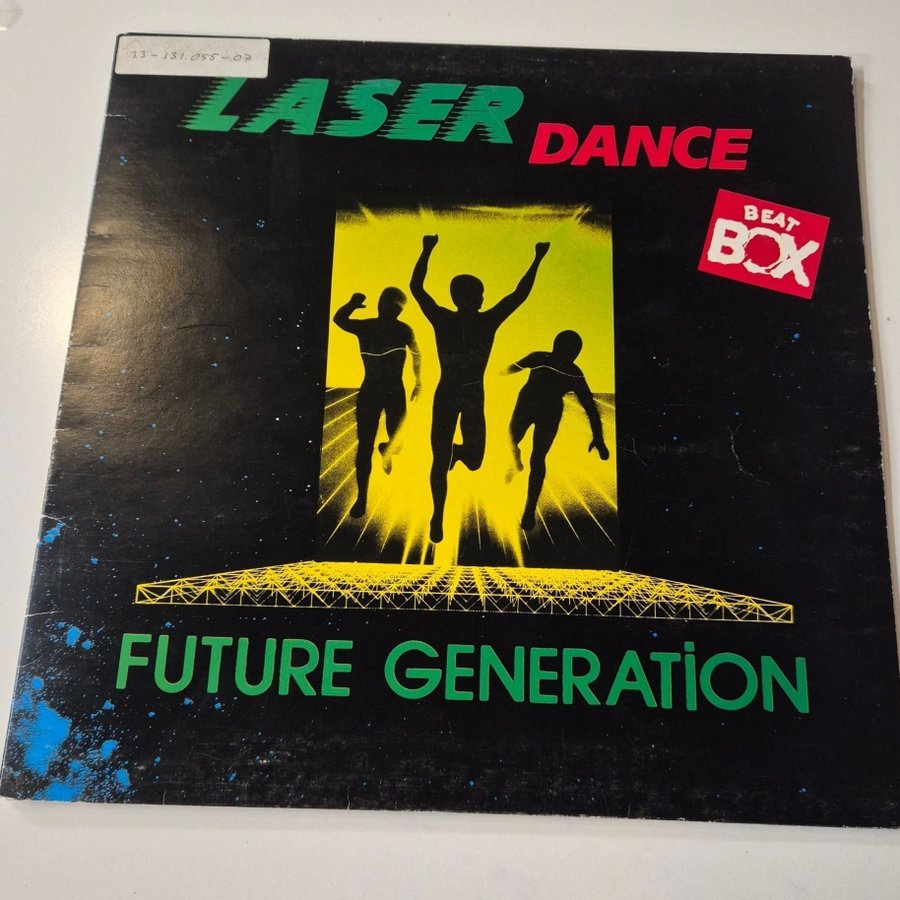 33-131.055-07
LASER
DANCE
BEAT
BOX
FUTURE GENERATiON